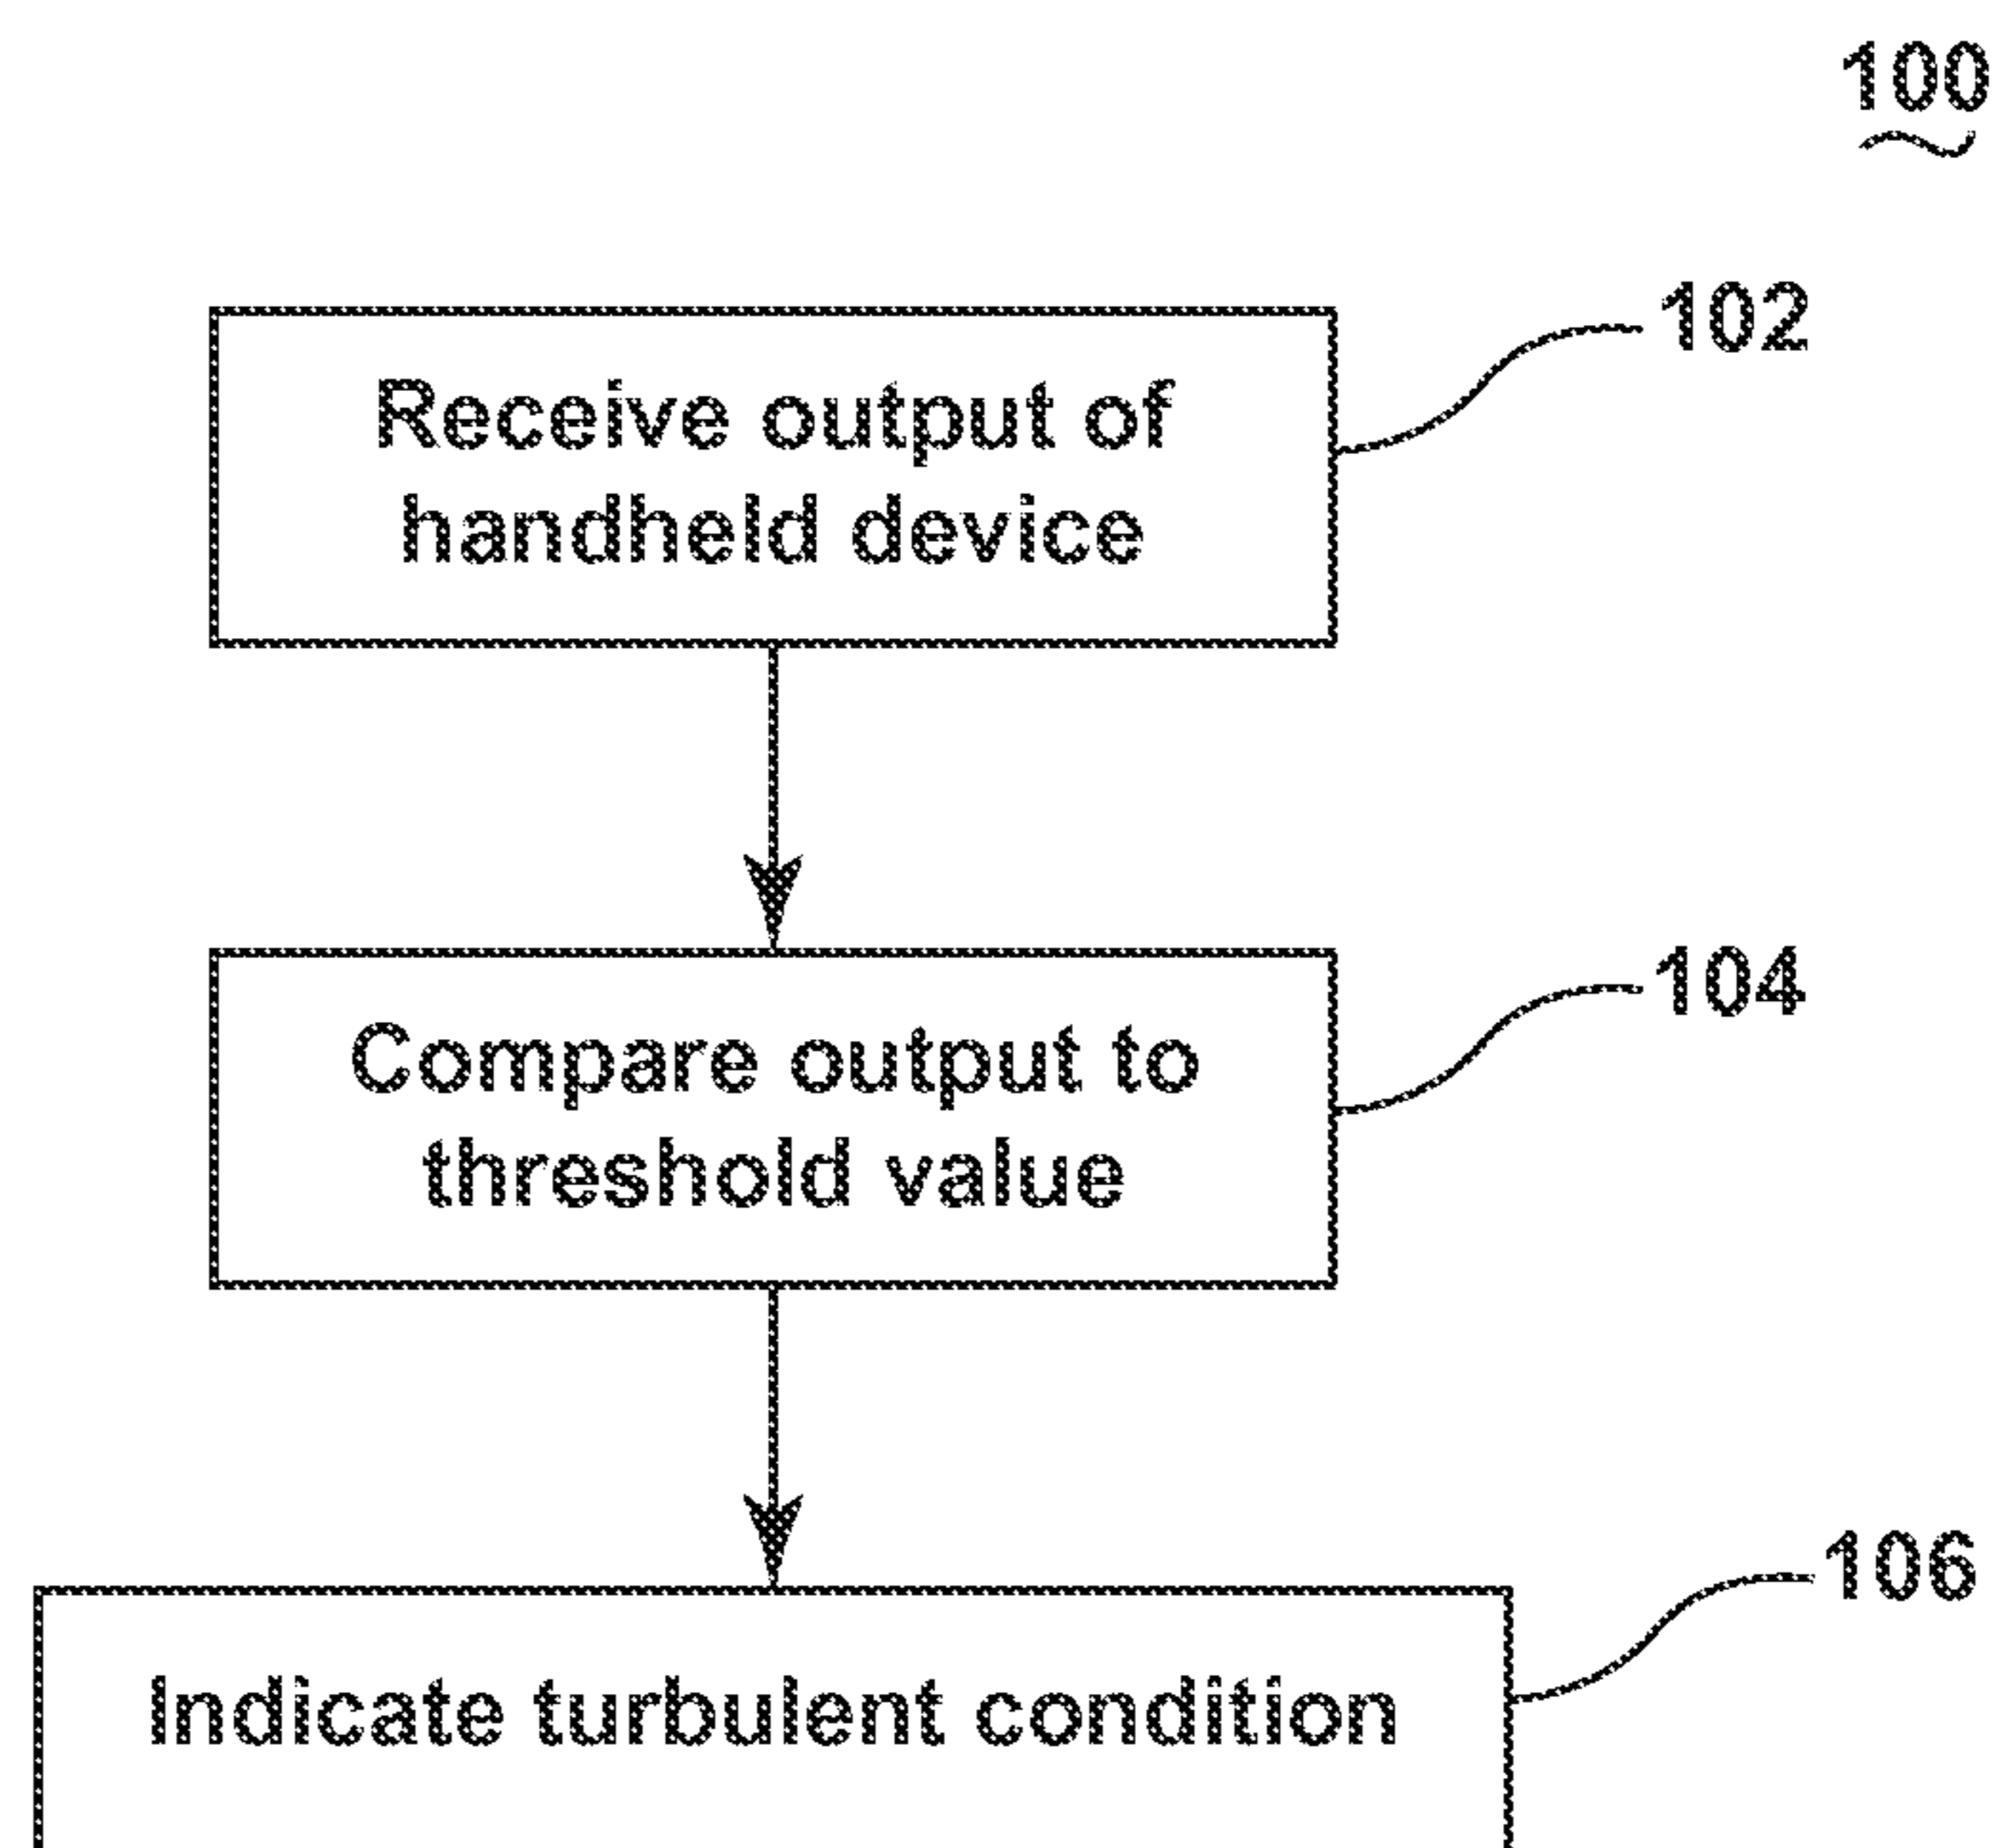 100
102
Receive output of
handheld device
104
Compare output to
threshold value
106
Indicate turbulent condition